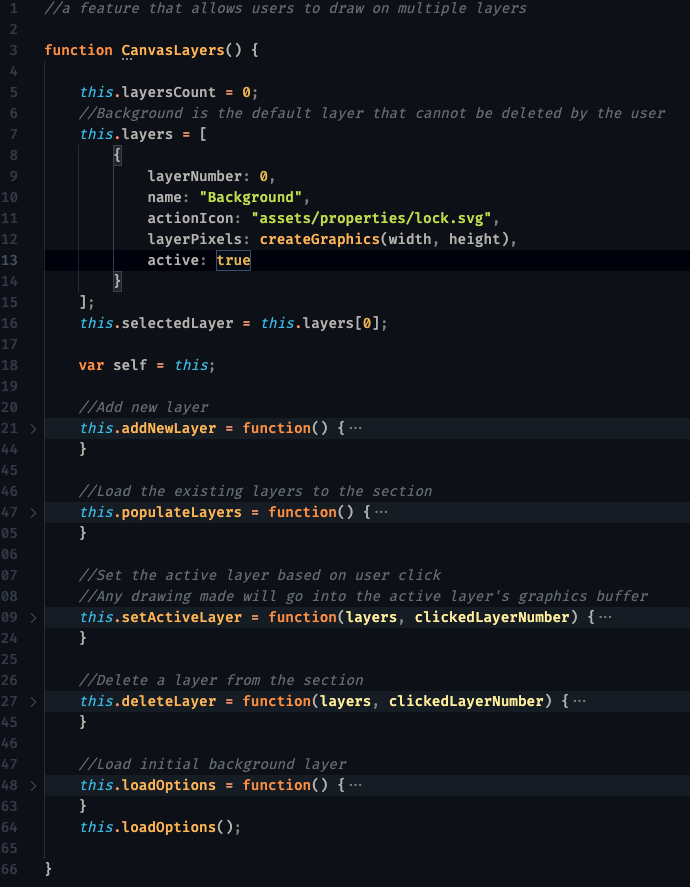 1 //a feature that allows users to draw on multiple layers
2
3 function CanvasLayers() {
4
5 this.layersCount = 0;
6 //Background is the default layer that cannot be deleted by the user
7 this.layers = [
8 {
9 layerNumber: 0,
10 name: "Background",
11 actionIcon: "assets/properties/lock.svg",
12 layerPixels: createGraphics(width, height),
13 active: true
14 }
15 ];
16 this.selectedLayer = this.layers[0];
17
18 var self = this;
19
20 //Add new layer
21 this.addNewLayer = function() {···
44 }
45
46 //Load the existing layers to the section
47 this.populateLayers = function() {···
05 }
06
07 //Set the active layer based on user click
08 //Any drawing made will go into the active layer's graphics buffer
09 this.setActiveLayer = function(layers, clickedLayerNumber) {···
24 }
25
26 //Delete a layer from the section
27 this.deleteLayer = function(layers, clickedLayerNumber) {···
45 }
46
47 //Load initial background layer
48 this.loadOptions = function() {···
63 }
64 this.loadOptions();
65
66 }